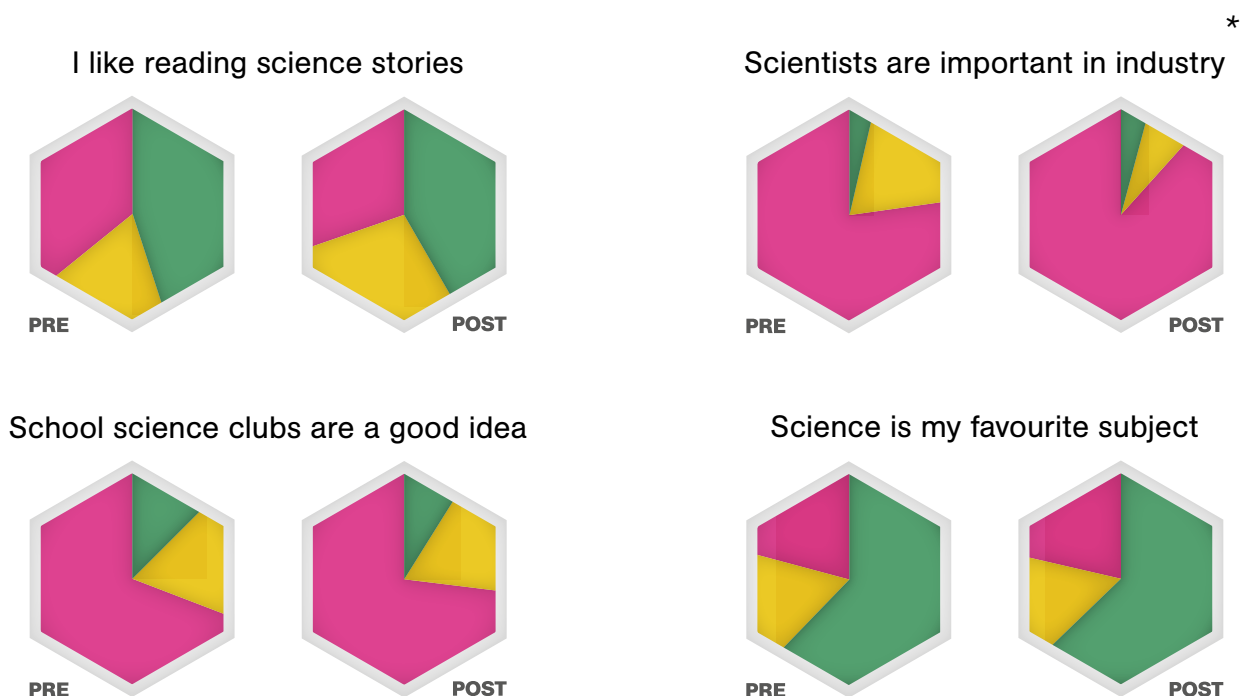 *
I like reading science stories
Scientists are important in industry
PRE
POST
PRE
POST
School science clubs are a good idea
Science is my favourite subject
PRE
POST
PRE
POST